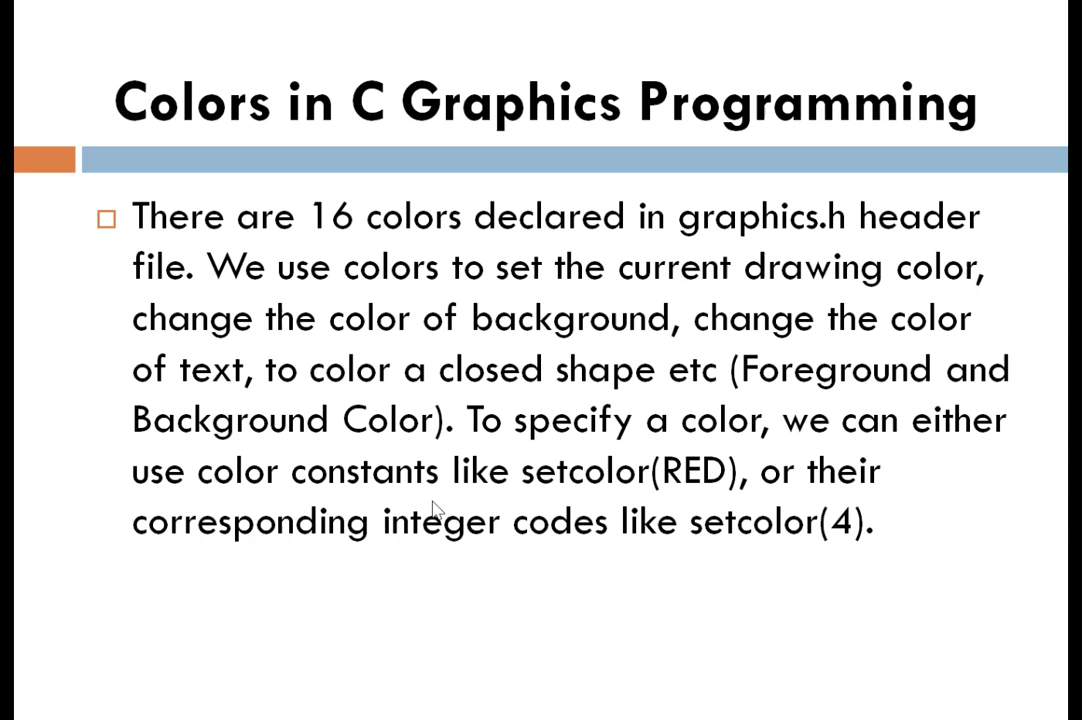 Colors in C Graphics Programming
There are 16 colors declared in graphics.h header
file. We use colors to set the current drawing color,
change the color of background, change the color
of text, to color a closed shape etc (Foreground and
Background Color). To specify a color, we can either
use color constants like setcolor(RED), or their
corresponding integer codes like setcolor(4).